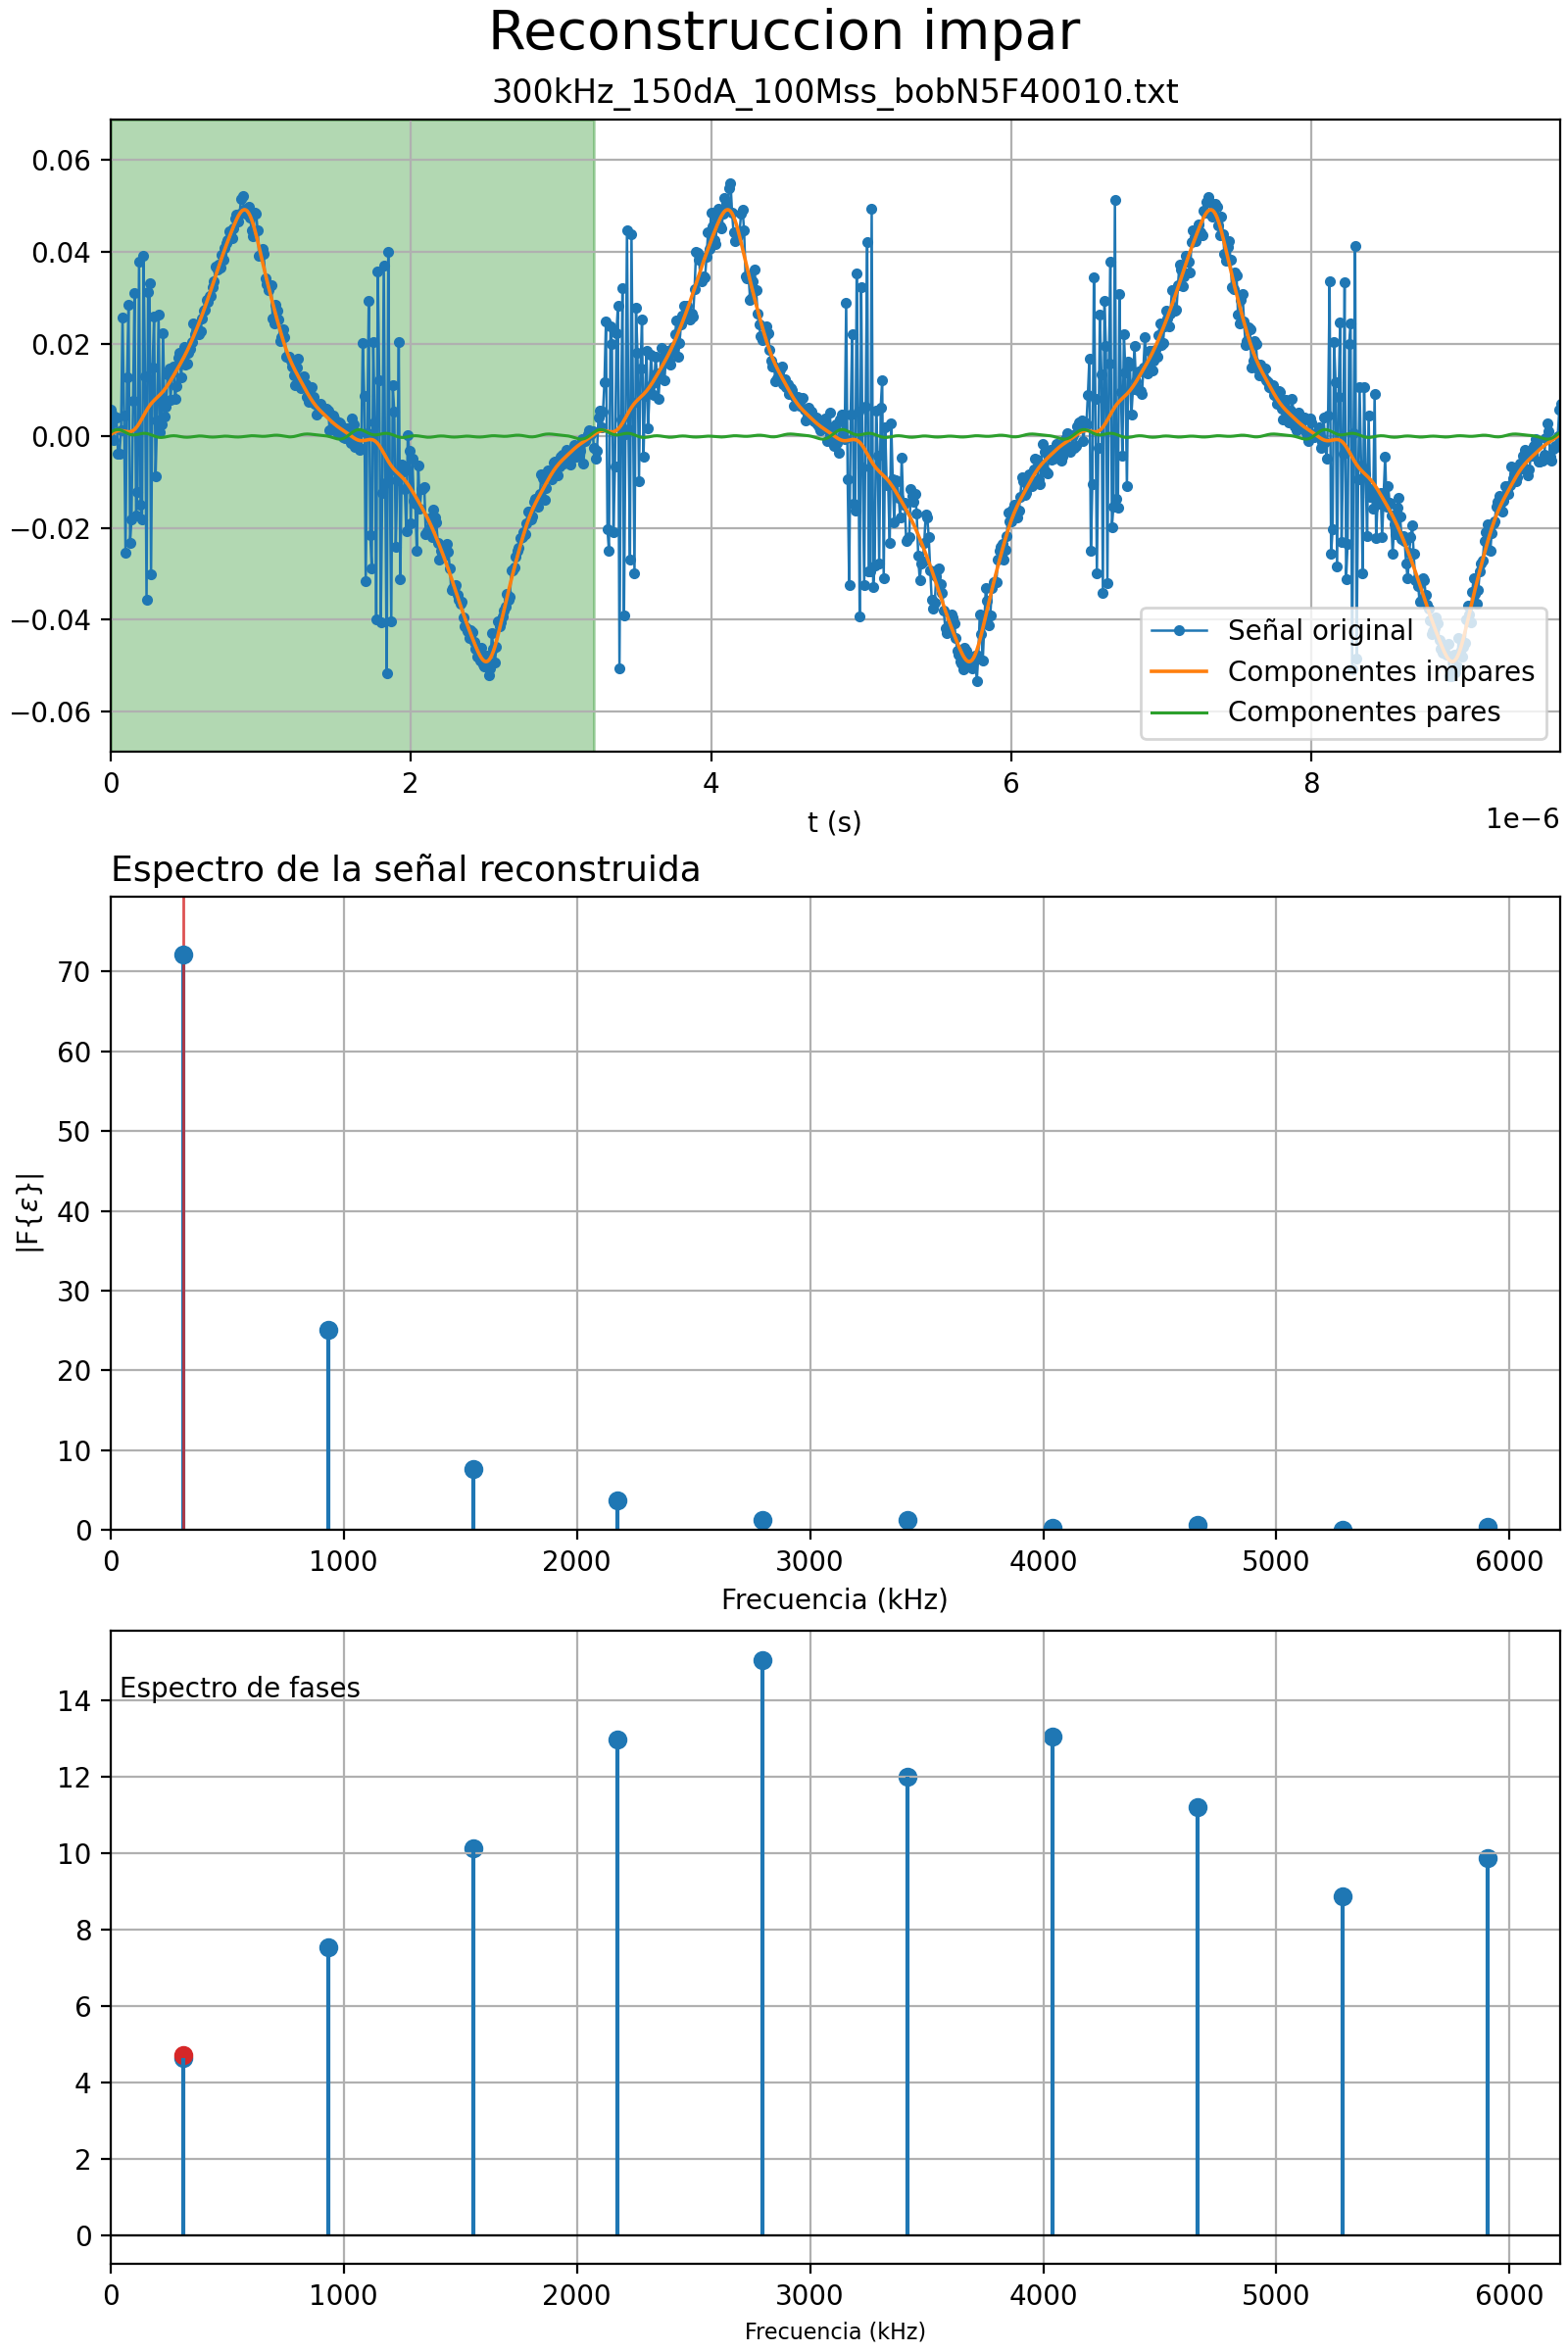 Reconstruccion impar
300kHz_150dA_100Mss_bobN5F40010.txt
0.06
0.04
0.02
0.00
−0.02
−0.04
−0.06
Señal original
Componentes impares
Componentes pares
0 2 4 6 8
1e−6
t (s)
Espectro de la señal reconstruida
70
60
50
40
30
20
10
0
|F{ε}|
0 1000 2000 3000 4000 5000 6000
Frecuencia (kHz)
Espectro de fases
14
12
10
8
6
4
2
0
0 1000 2000 3000 4000 5000 6000
Frecuencia (kHz)